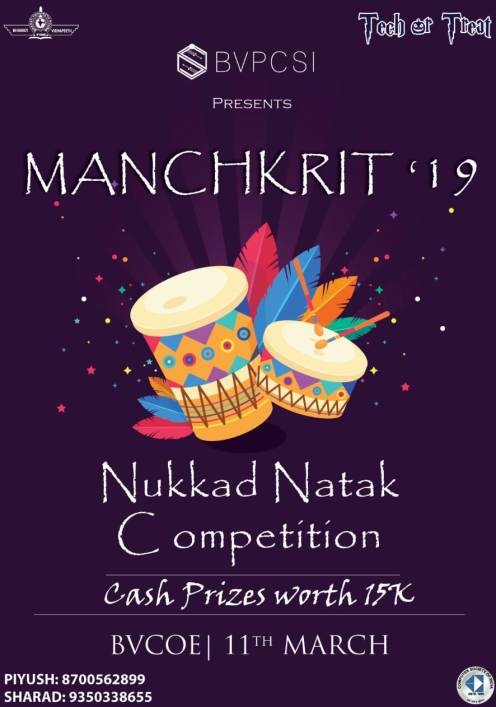 Tech or Treat
BVPCSI
PRESENTS
MANCHKRIT '19
Nukkad Natak
Competition
Cash Prizes worth 15K
BVCOE| 11TH MARCH
PIYUSH: 8700562899
SHARAD: 9350338655